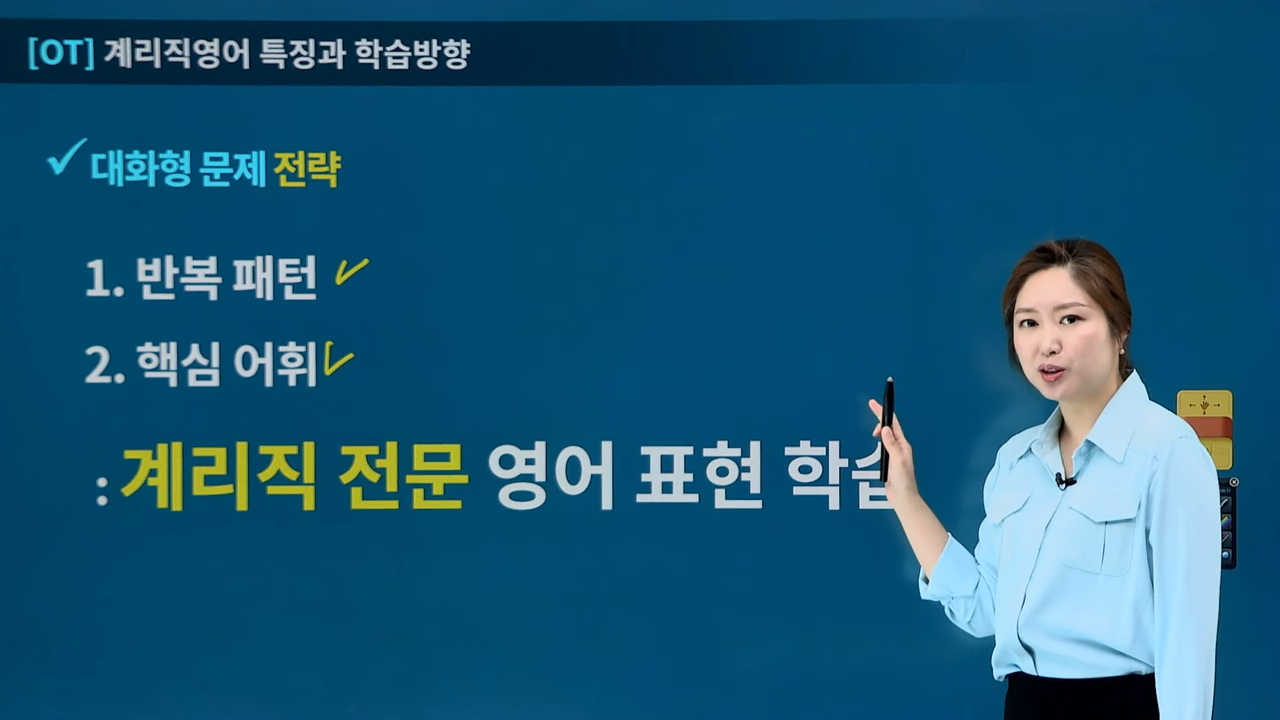 [OT] 계리직영어 특징과 학습방향
대화형 문제 전략
1. 반복 패턴
2. 핵심 어휘
: 계리직 전문 영어 표현 학습